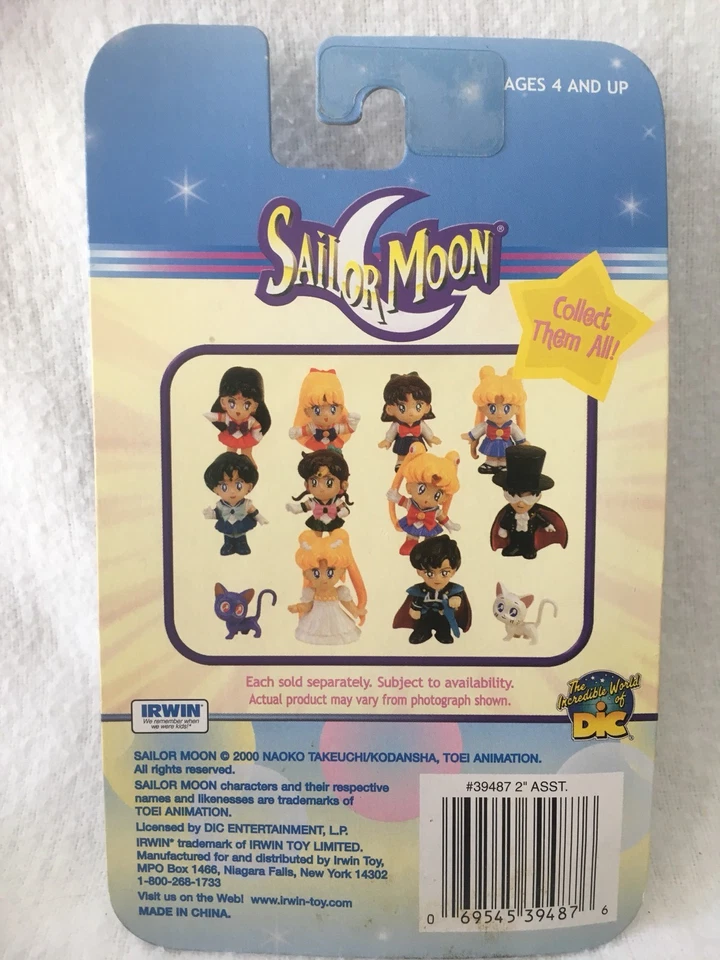 AGES 4 AND UP
SAILOR MOON®
Collect
Them All!
Each sold separately. Subject to availability.
Actual product may vary from photograph shown.
IRWIN
We remember when
we were kids!™
The
Incredible World
of
DiC
SAILOR MOON © 2000 NAOKO TAKEUCHI/KODANSHA, TOEI ANIMATION.
All rights reserved.
SAILOR MOON characters and their respective
names and likenesses are trademarks of
TOEI ANIMATION.
Licensed by DIC ENTERTAINMENT, L.P.
IRWIN® trademark of IRWIN TOY LIMITED.
Manufactured for and distributed by Irwin Toy,
MPO Box 1466, Niagara Falls, New York 14302
1-800-268-1733
Visit us on the Web! www.irwin-toy.com
MADE IN CHINA.
#39487 2" ASST.
0 69545 39487 6